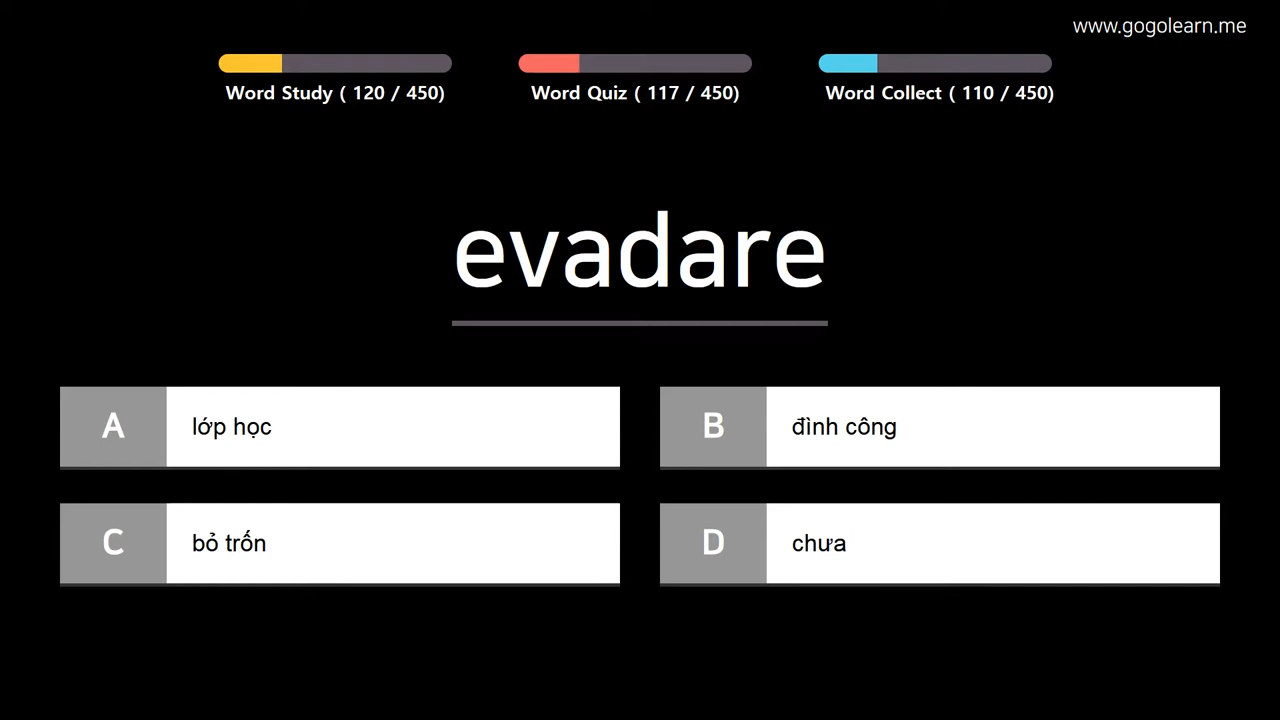 www.gogolearn.me
Word Study ( 120 / 450)
Word Quiz ( 117 / 450)
Word Collect ( 110 / 450)
evadare
A lớp học
B đình công
C bỏ trốn
D chưa